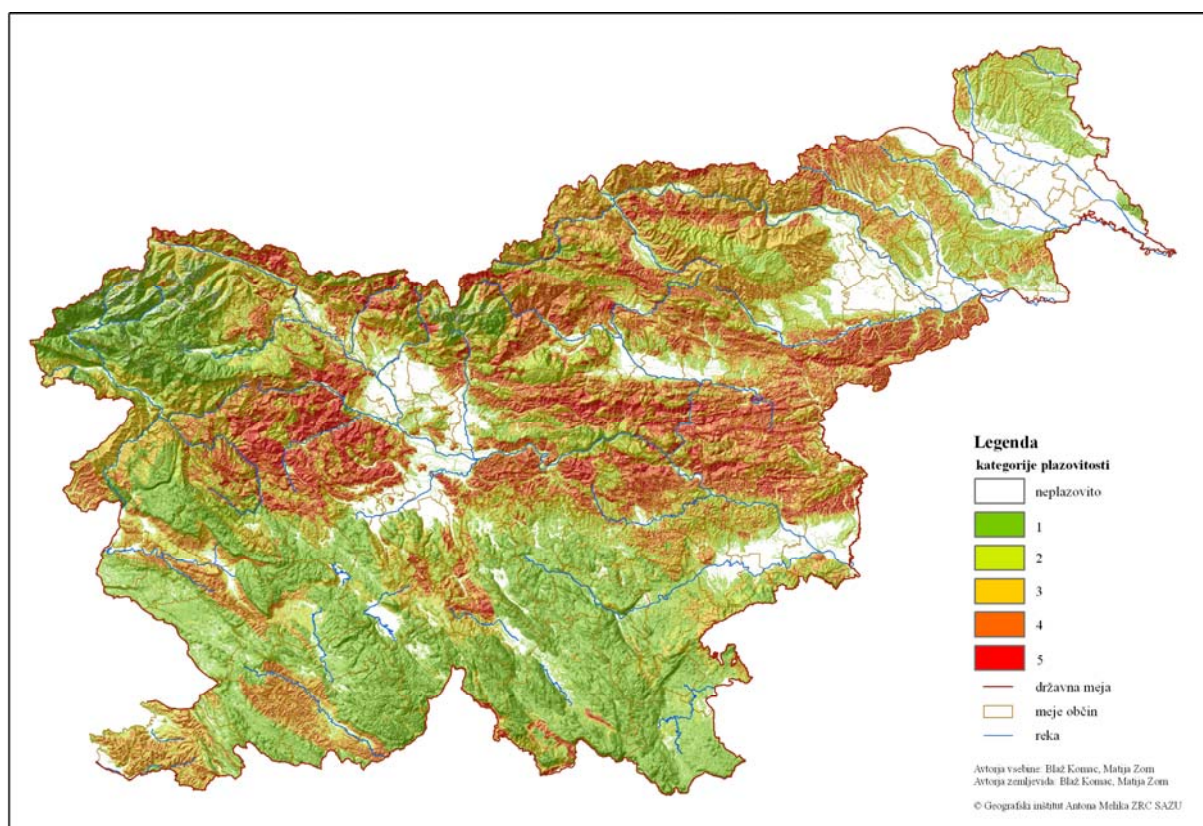 Legenda
kategorije plazovitosti
neplazovito
1
2
3
4
5
državna meja
meje občin
reka
Avtorja vsebine: Blaž Komac, Matija Zorn
Avtorja zemljevida: Blaž Komac, Matija Zorn
© Geografski inštitut Antona Melika ZRC SAZU